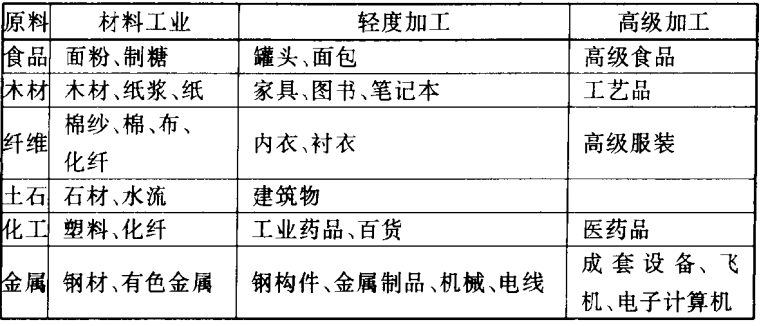 原料 材料工业 轻度加工 高级加工
食品 面粉、制糖 罐头、面包 高级食品
木材 木材、纸浆、纸 家具、图书、笔记本 工艺品
纤维 棉纱、棉、布、化纤 内衣、衬衣 高级服装
土石 石材、水流 建筑物
化工 塑料、化纤 工业药品、百货 医药品
金属 钢材、有色金属 钢构件、金属制品、机械、电线 成套设备、飞机、电子计算机